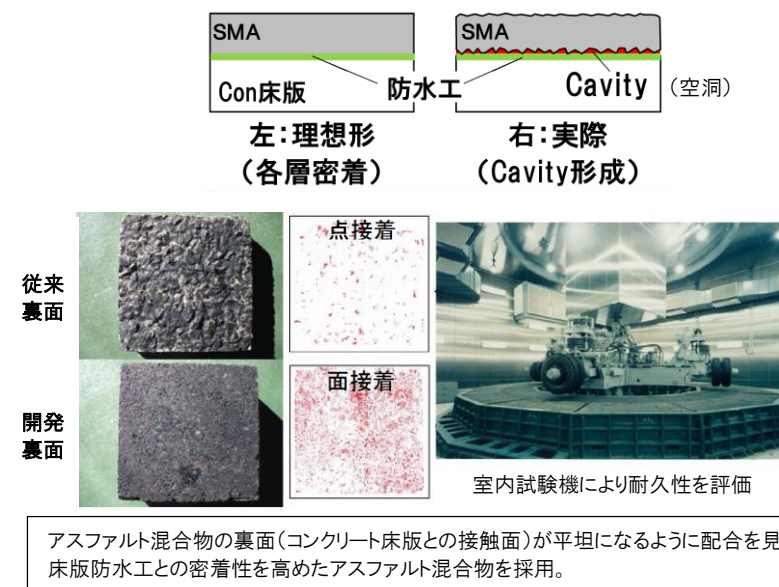 SMA
SMA
Con床版
防水工
Cavity
(空洞)
左：理想形
(各層密着)
右：実際
(Cavity形成)
従来
裏面
点接着
開発
裏面
面接着
室内試験機により耐久性を評価
アスファルト混合物の裏面(コンクリート床版との接触面)が平坦になるように配合を見
床版防水工との密着性を高めたアスファルト混合物を採用。